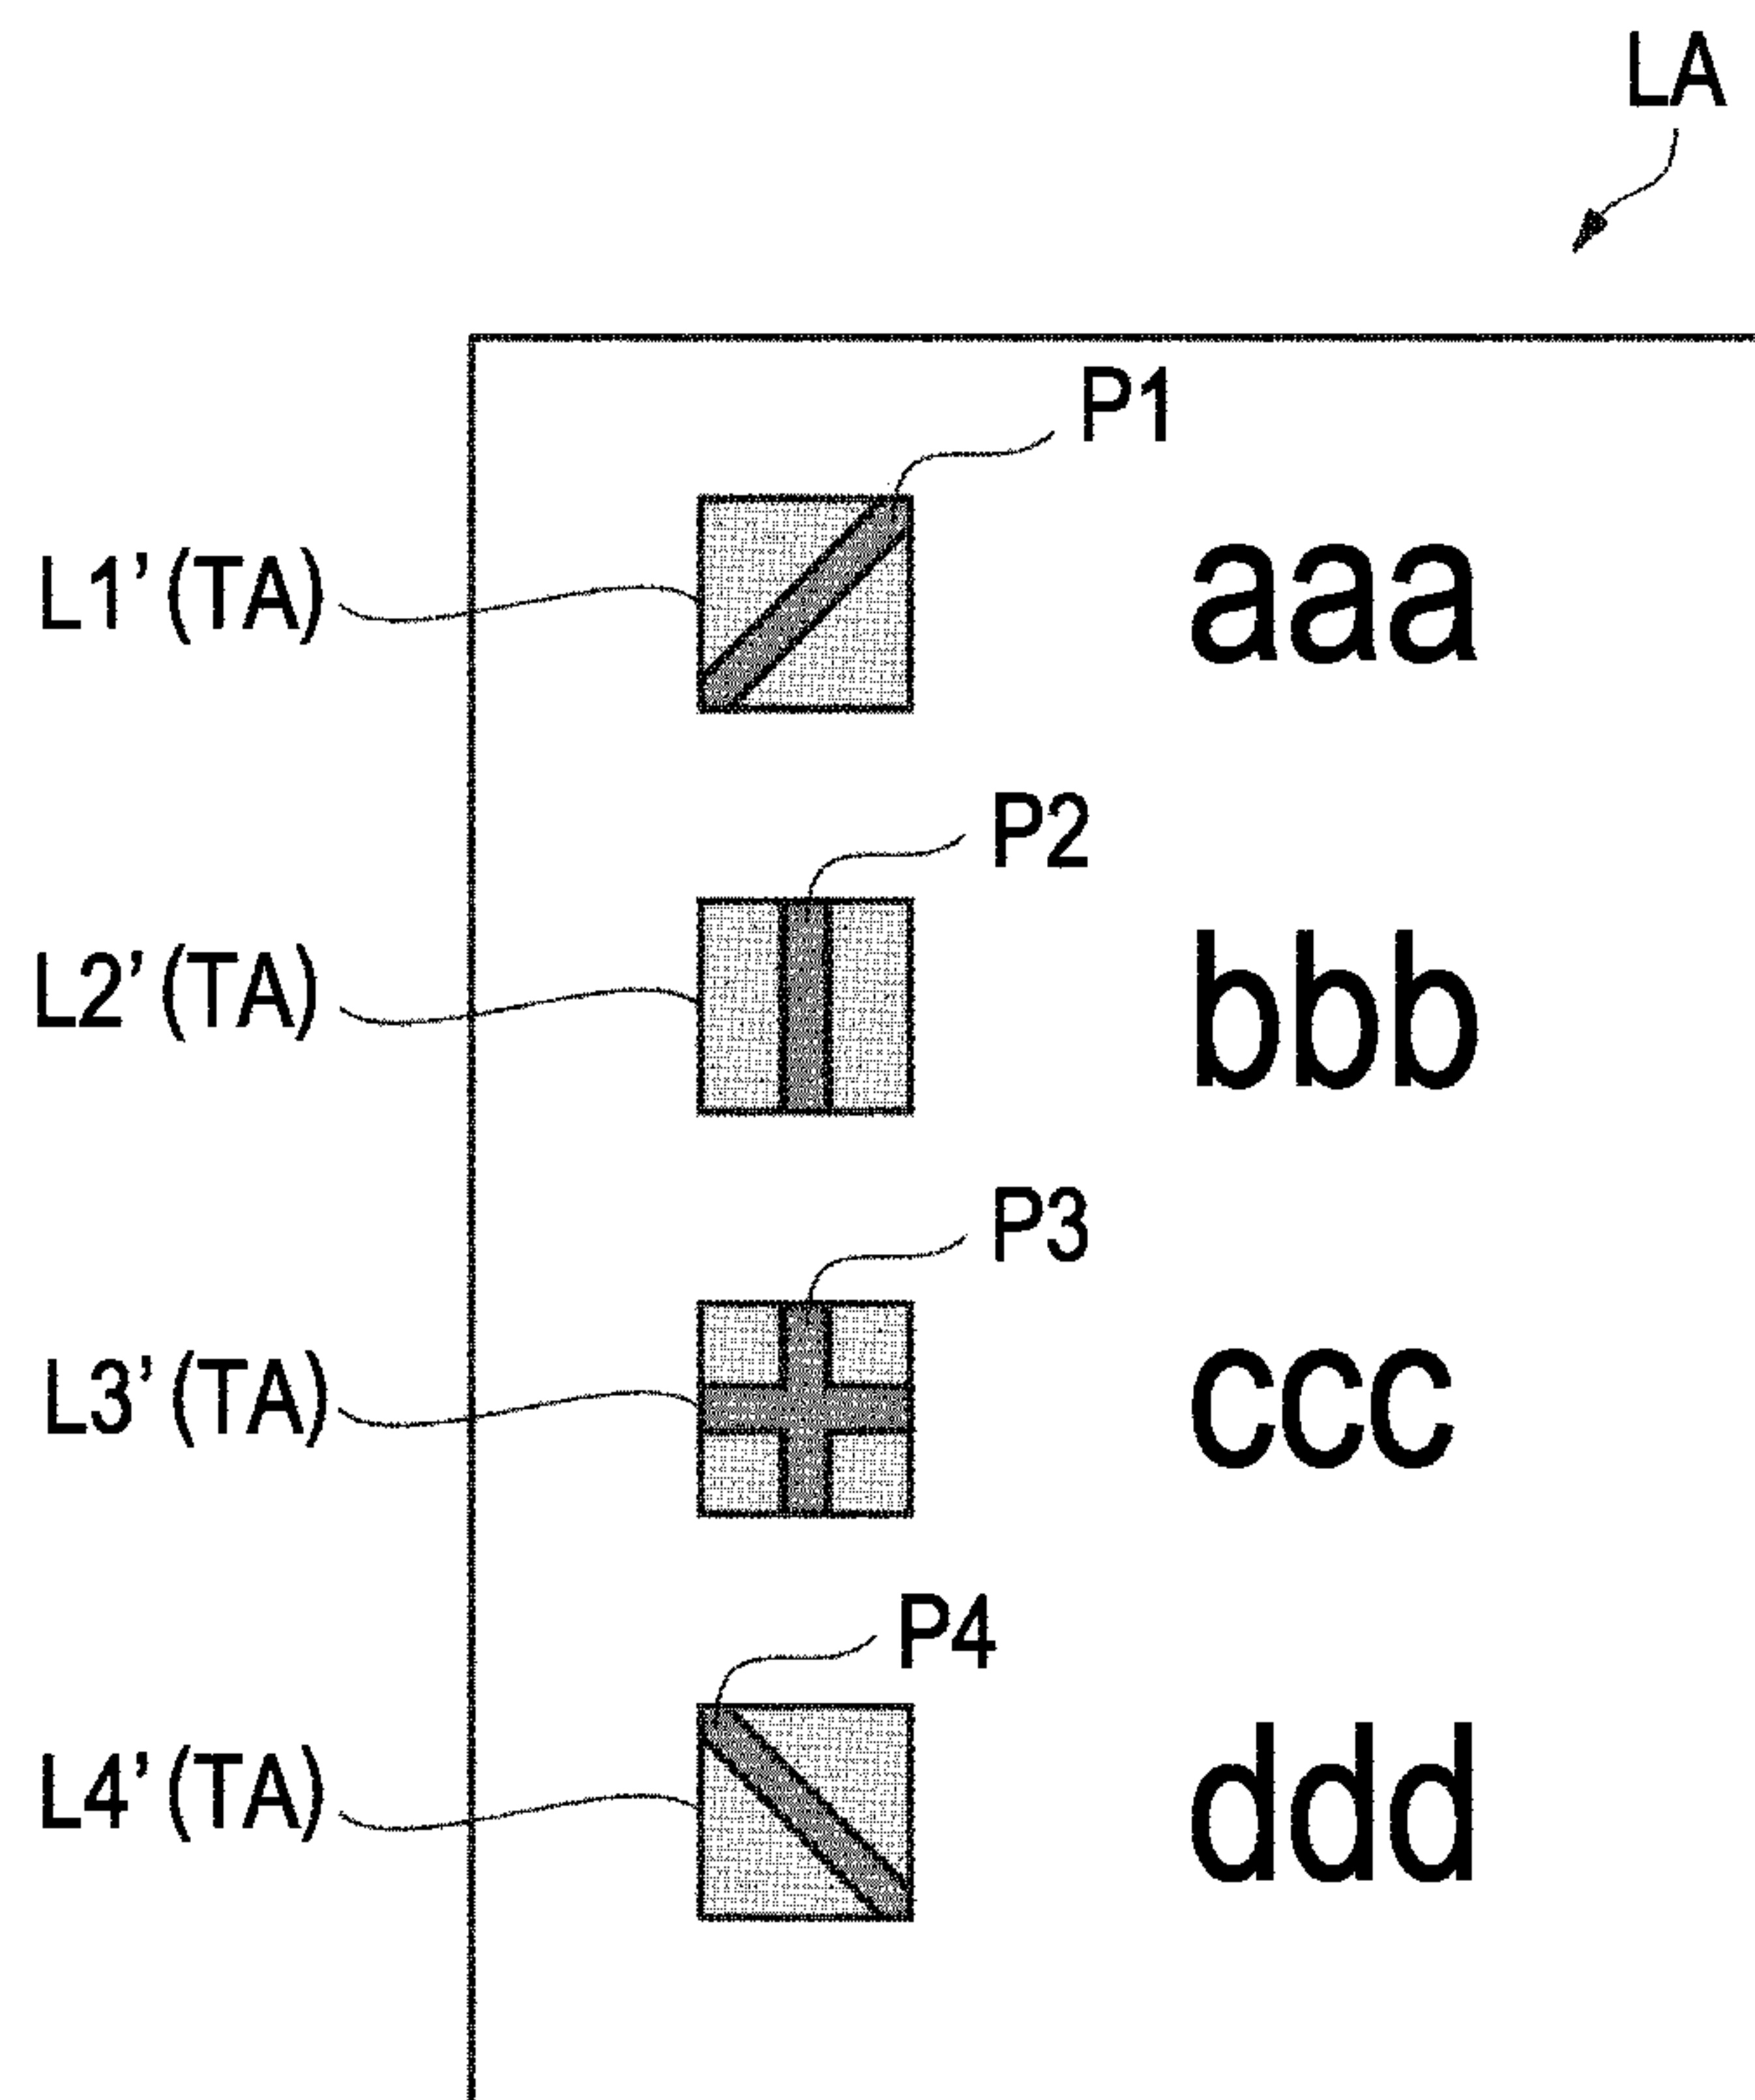 LA
P1
L1’(TA) aaa
P2
L2’(TA) bbb
P3
L3’(TA) ccc
P4
L4’(TA) ddd